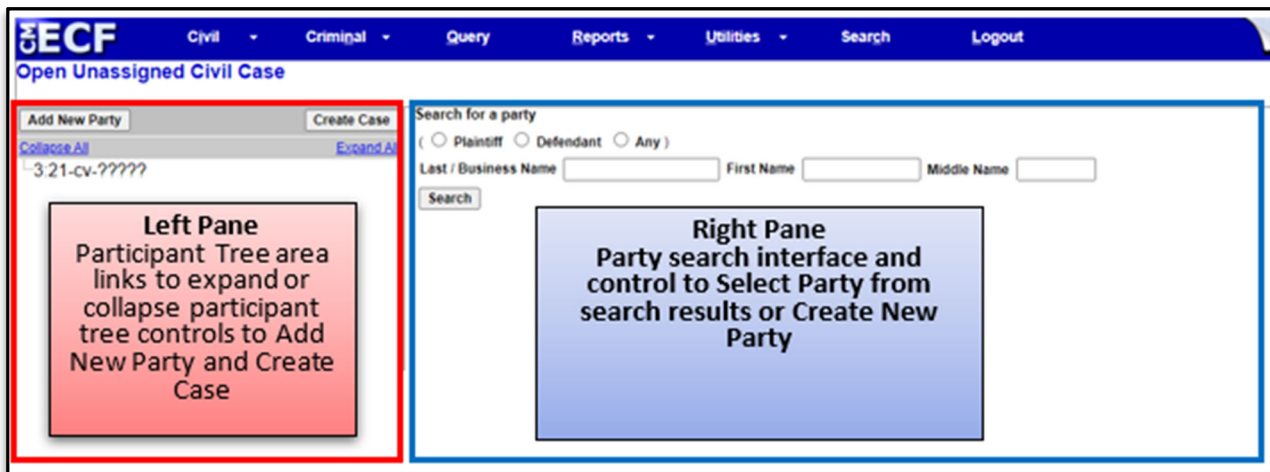 CM ECF Civil Criminal Query Reports Utilities Search Logout
Open Unassigned Civil Case
Add New Party Create Case
Collapse All Expand All
3:21-cv-?????
Left Pane
Participant Tree area
links to expand or
collapse participant
tree controls to Add
New Party and Create
Case
Search for a party
( Plaintiff Defendant Any )
Last / Business Name First Name Middle Name
Search
Right Pane
Party search interface and
control to Select Party from
search results or Create New
Party